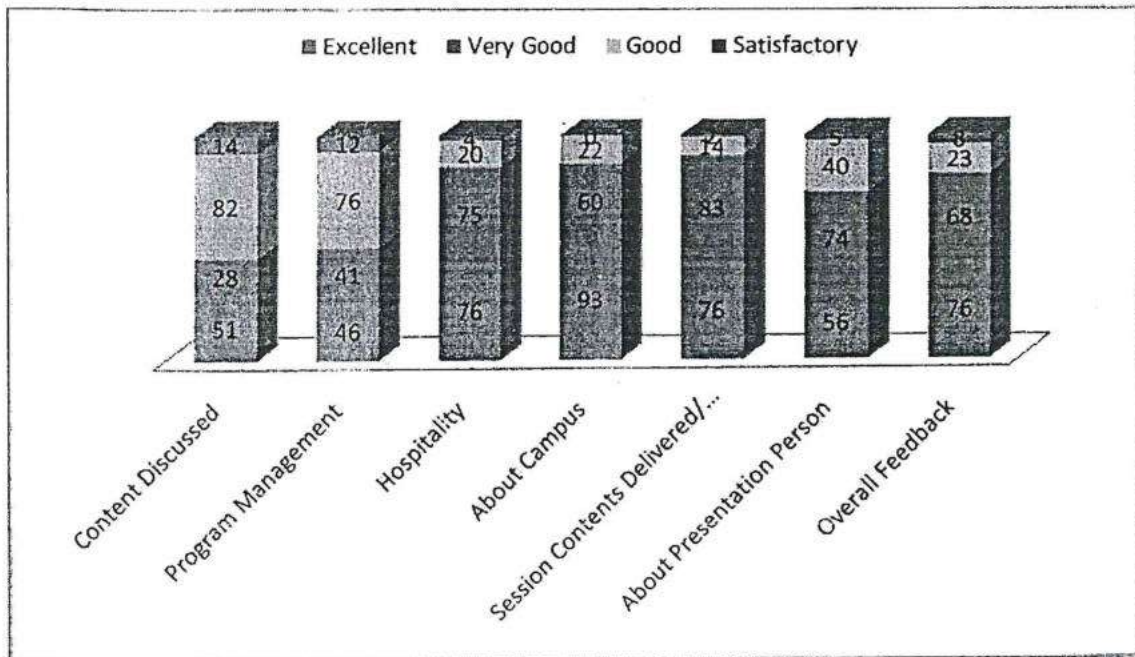 Excellent Very Good Good Satisfactory
14 12 4 0 2 5 8
82 76 20 22 14 40 23
28 41 75 60 83 74 68
51 46 76 93 76 56 76
Content Discussed
Program Management
Hospitality
About Campus
Session Contents Delivered/...
About Presentation Person
Overall Feedback